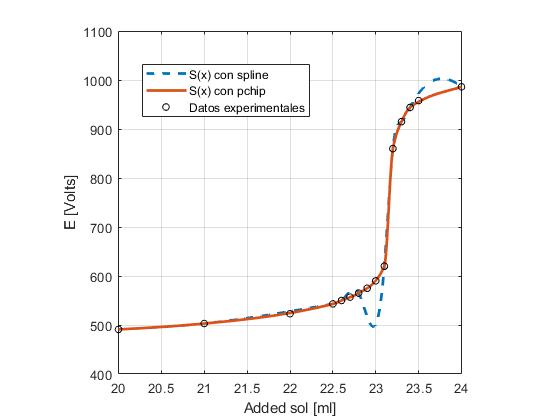 1100
1000
900
800
700
600
500
400
E [Volts]
S(x) con spline
S(x) con pchip
Datos experimentales
20 20.5 21 21.5 22 22.5 23 23.5 24
Added sol [ml]